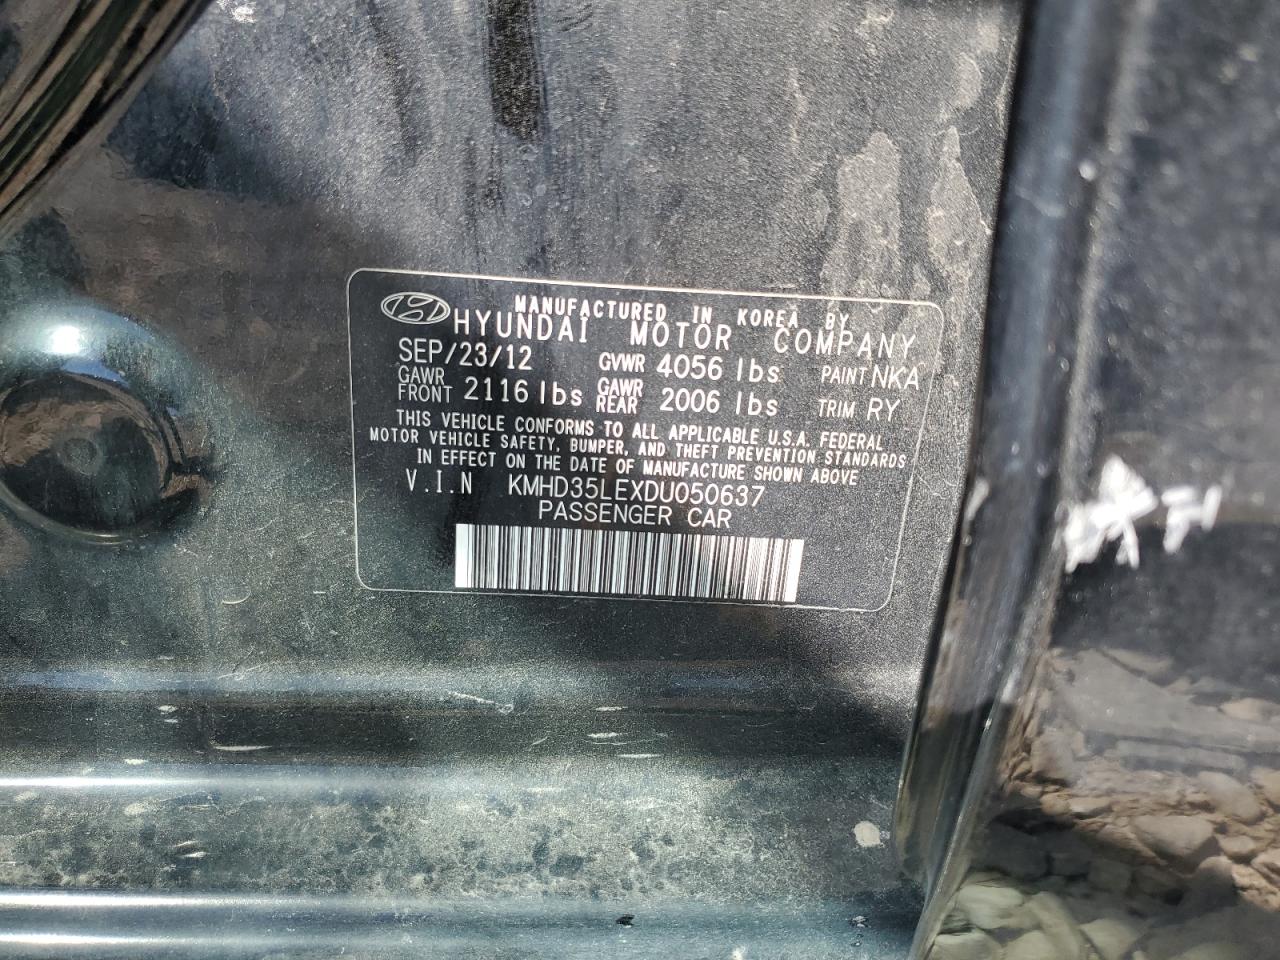 MANUFACTURED IN KOREA BY
HYUNDAI MOTOR COMPANY
SEP/23/12 GVWR 4056 lbs PAINT NKA
GAWR FRONT 2116 lbs GAWR REAR 2006 lbs TRIM RY
THIS VEHICLE CONFORMS TO ALL APPLICABLE U.S.A. FEDERAL
MOTOR VEHICLE SAFETY, BUMPER, AND THEFT PREVENTION STANDARDS
IN EFFECT ON THE DATE OF MANUFACTURE SHOWN ABOVE
V.I.N KMHD35LEXDU050637
PASSENGER CAR